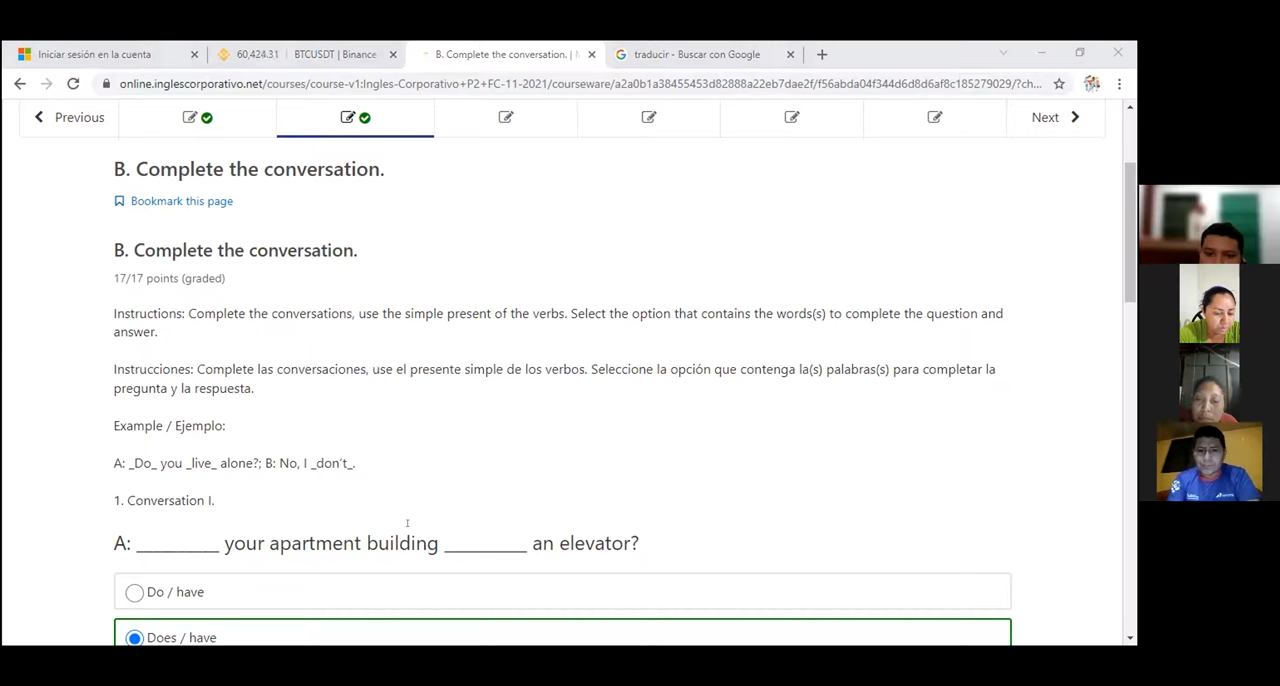 Iniciar sesión en la cuenta
60,424.31 BTCUSDT | Binance
B. Complete the conversation. |
traducir - Buscar con Google
online.inglescorporativo.net/courses/course-v1:Ingles-Corporativo+P2+FC-11-2021/courseware/a2a0b1a38455453d82888a22eb7dae2f/f56abda04f344d6d8d6af8c185279029/?ch...
Previous
Next
B. Complete the conversation.
Bookmark this page
B. Complete the conversation.
17/17 points (graded)
Instructions: Complete the conversations, use the simple present of the verbs. Select the option that contains the words(s) to complete the question and
answer.
Instrucciones: Complete las conversaciones, use el presente simple de los verbos. Seleccione la opción que contenga la(s) palabras(s) para completar la
pregunta y la respuesta.
Example / Ejemplo:
A: _Do_ you _live_ alone?; B: No, I _don't_.
1. Conversation I.
A: _________ your apartment building _________ an elevator?
Do / have
Does / have